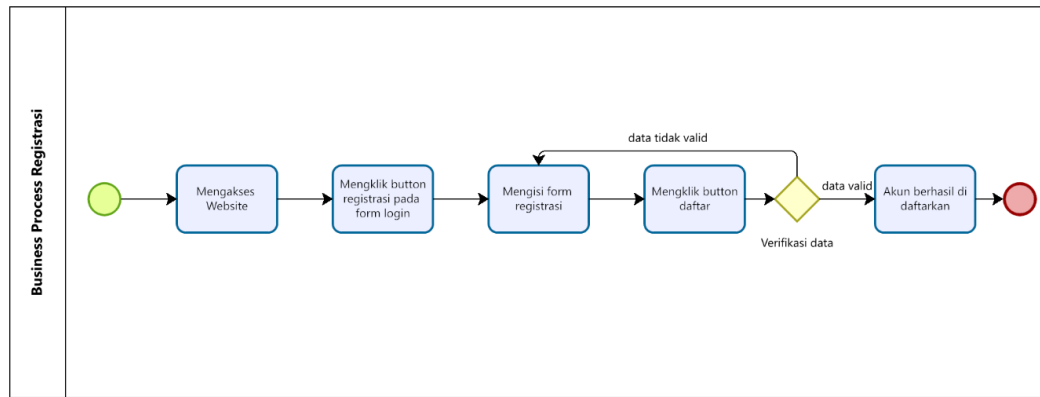 Business Process Registrasi
Mengakses
Website
Mengklik button
registrasi pada
form login
data tidak valid
Mengisi form
registrasi
Mengklik button
daftar
Verifikasi data
data valid
Akun berhasil di
daftarkan